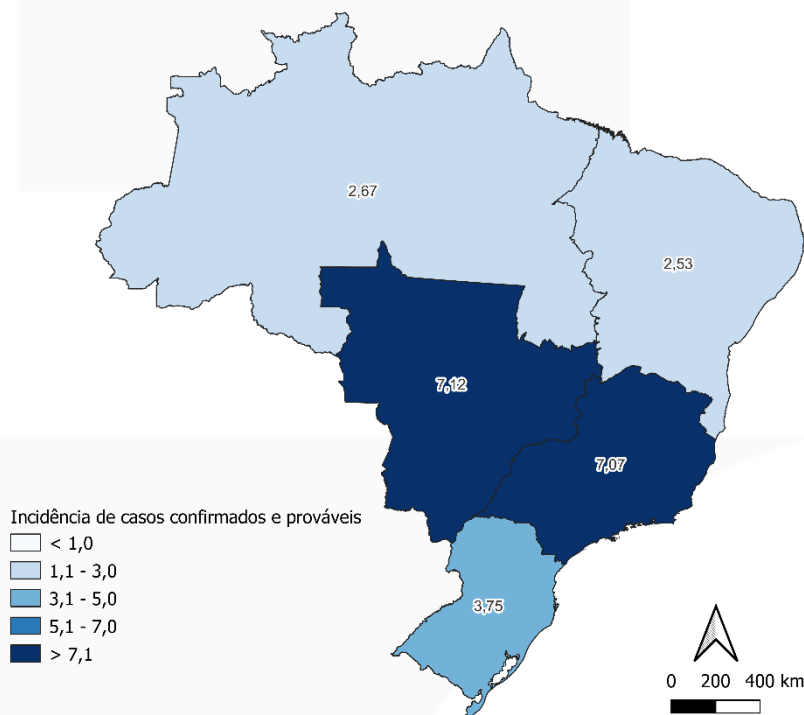 2,67
2,53
7,12
7,07
3,75
Incidência de casos confirmados e prováveis
< 1,0
1,1 - 3,0
3,1 - 5,0
5,1 - 7,0
> 7,1
0 200 400 km